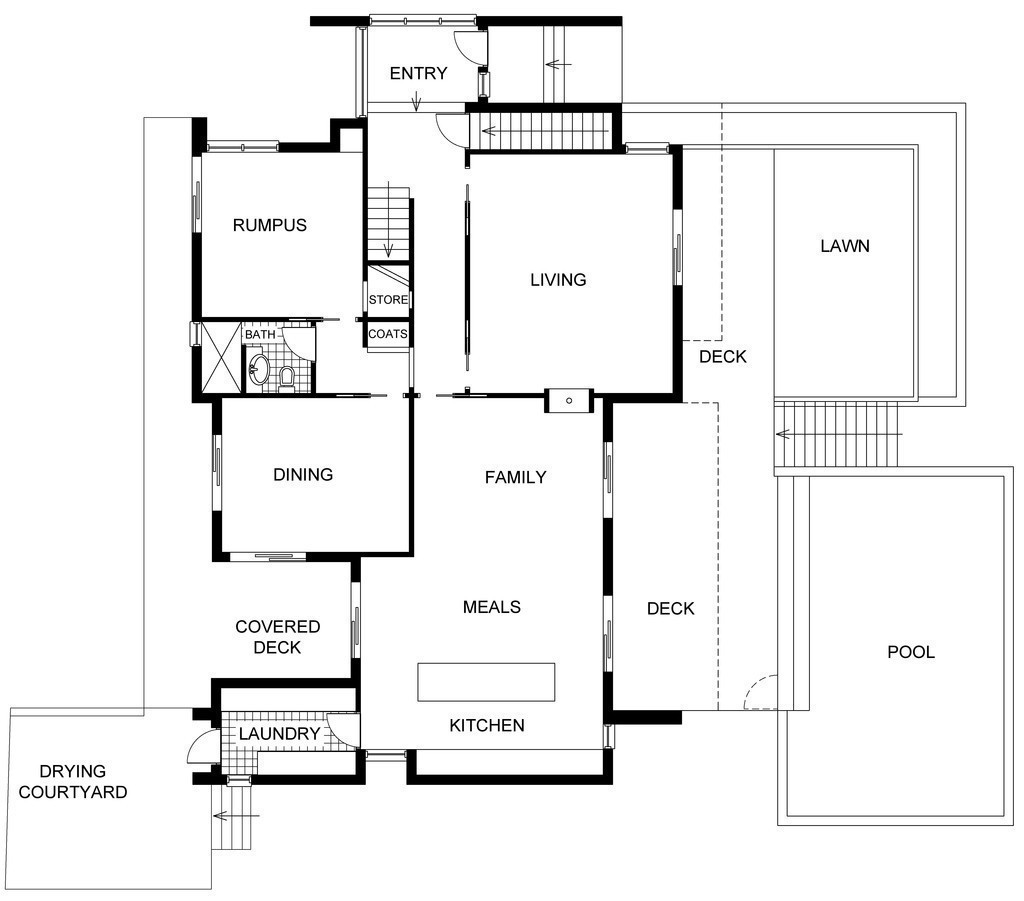 ENTRY
RUMPUS
LAWN
LIVING
STORE
BATH
COATS
DECK
DINING
FAMILY
MEALS
DECK
COVERED
DECK
POOL
KITCHEN
LAUNDRY
DRYING
COURTYARD